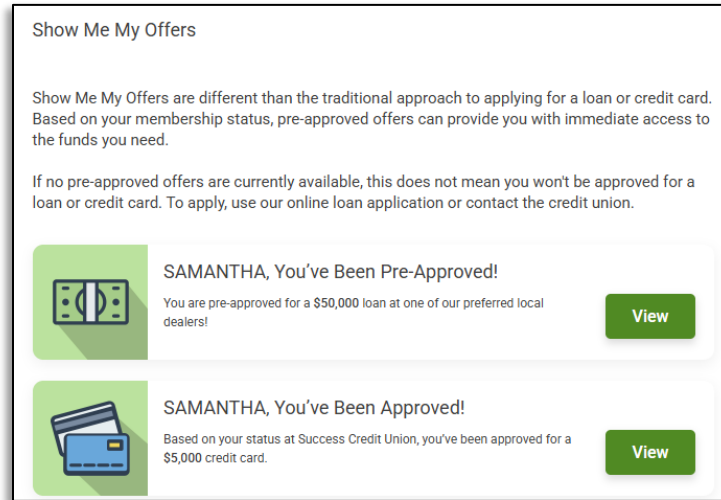 Show Me My Offers
Show Me My Offers are different than the traditional approach to applying for a loan or credit card.
Based on your membership status, pre-approved offers can provide you with immediate access to
the funds you need.
If no pre-approved offers are currently available, this does not mean you won't be approved for a
loan or credit card. To apply, use our online loan application or contact the credit union.
SAMANTHA, You’ve Been Pre-Approved!
You are pre-approved for a $50,000 loan at one of our preferred local
dealers!
View
SAMANTHA, You’ve Been Approved!
Based on your status at Success Credit Union, you've been approved for a
$5,000 credit card.
View